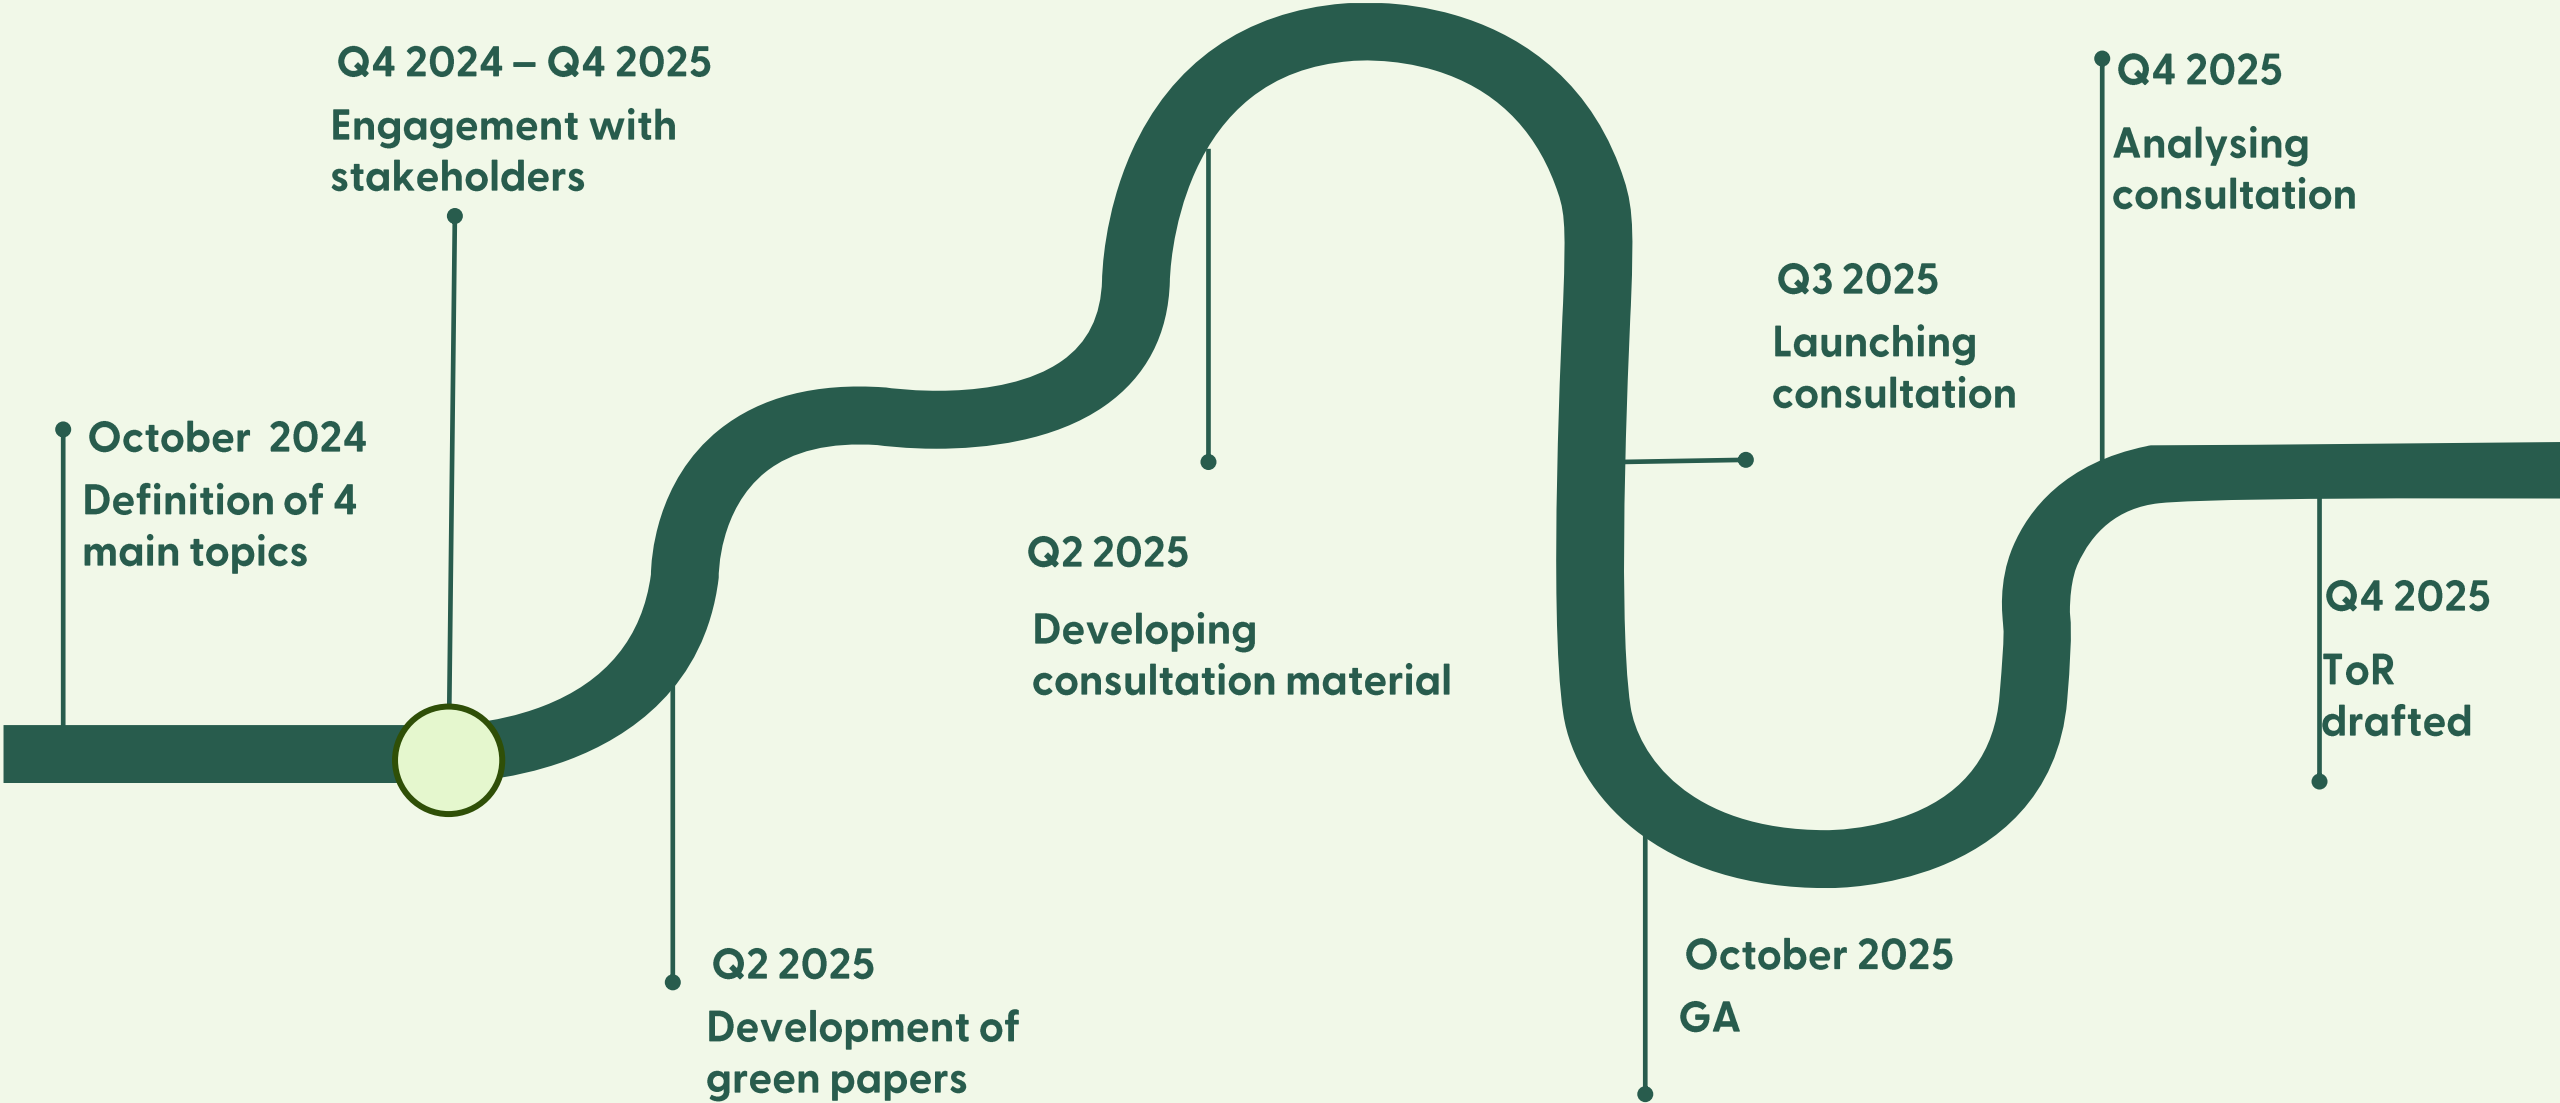 October  2024
Definition of 4
main topics
Q4 2024 – Q4 2025
Engagement with
stakeholders
Q2 2025
Development of
green papers
Q2 2025
Developing
consultation material
Q3 2025
Launching
consultation
October 2025
GA
Q4 2025
Analysing
consultation
Q4 2025
ToR
drafted